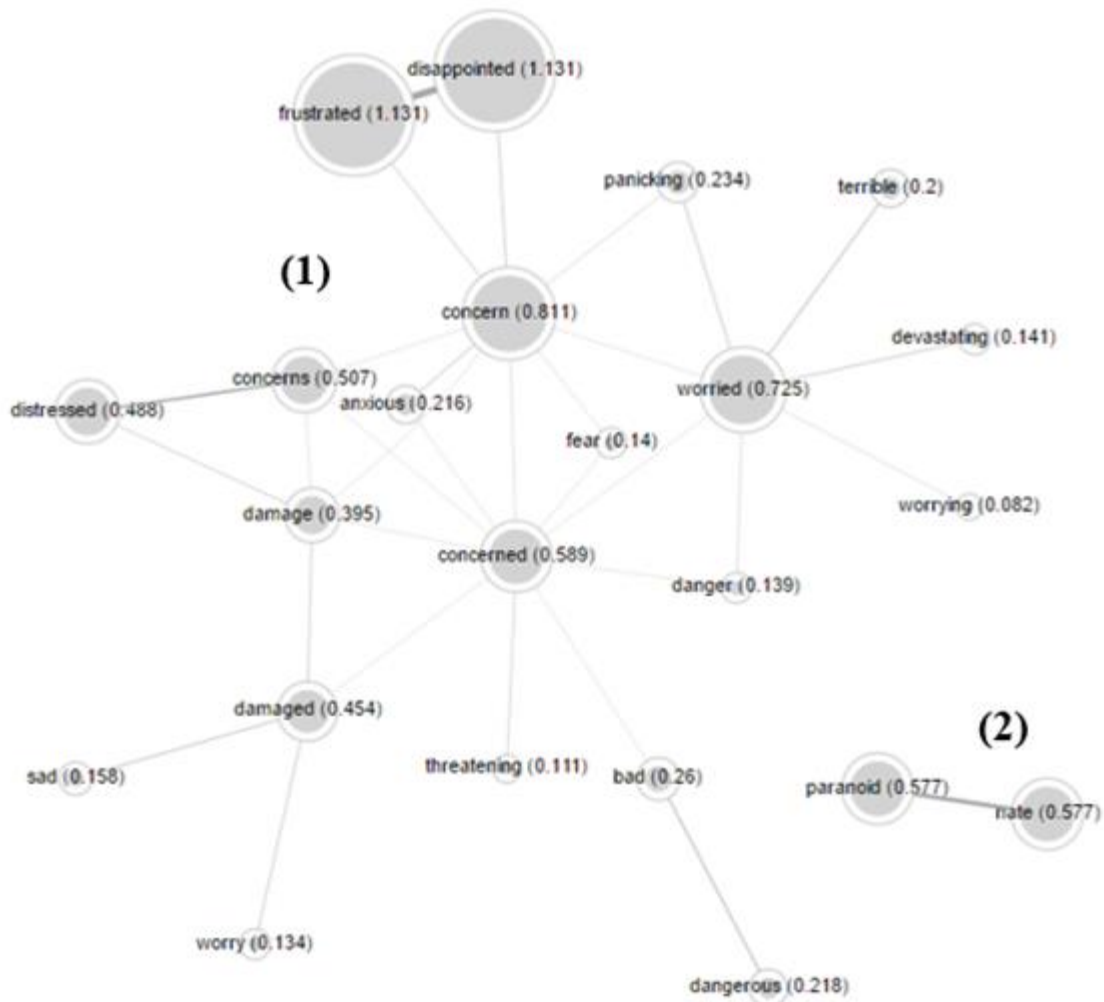 disappointed (1.131)
frustrated (1.131)
panicking (0.234)
terrible (0.2)
(1)
concern (0.811)
devastating (0.141)
concerns (0.507)
worried (0.725)
anxious (0.216)
distressed (0.488)
fear (0.14)
worrying (0.082)
damage (0.395)
concerned (0.589)
danger (0.139)
damaged (0.454)
(2)
threatening (0.111)
sad (0.158)
bad (0.26)
paranoid (0.577)
hate (0.577)
worry (0.134)
dangerous (0.218)